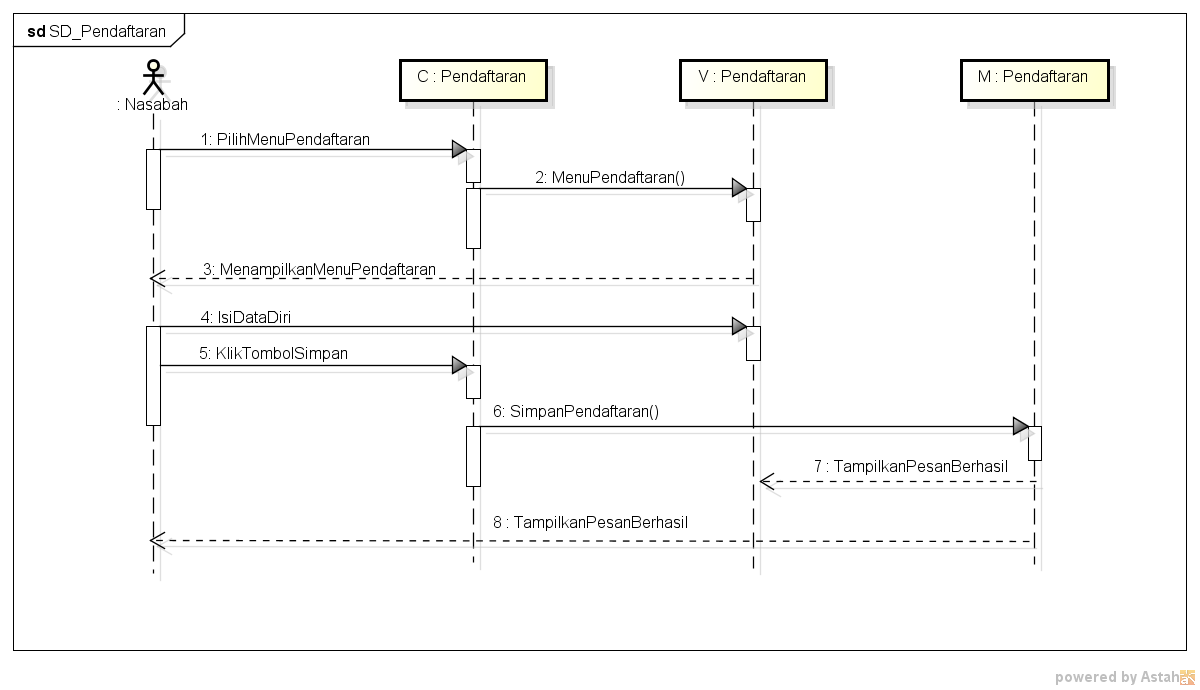 sd SD_Pendaftaran
: Nasabah
C : Pendaftaran
V : Pendaftaran
M : Pendaftaran
1: PilihMenuPendaftaran
2: MenuPendaftaran()
3: MenampilkanMenuPendaftaran
4: IsiDataDiri
5: KlikTombolSimpan
6: SimpanPendaftaran()
7 : TampilkanPesanBerhasil
8 : TampilkanPesanBerhasil
powered by Astah